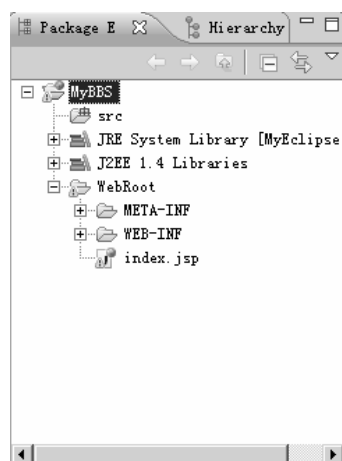 Package E Hierarchy
MyBBS
src
JRE System Library [MyEclipse
J2EE 1.4 Libraries
WebRoot
META-INF
WEB-INF
index.jsp